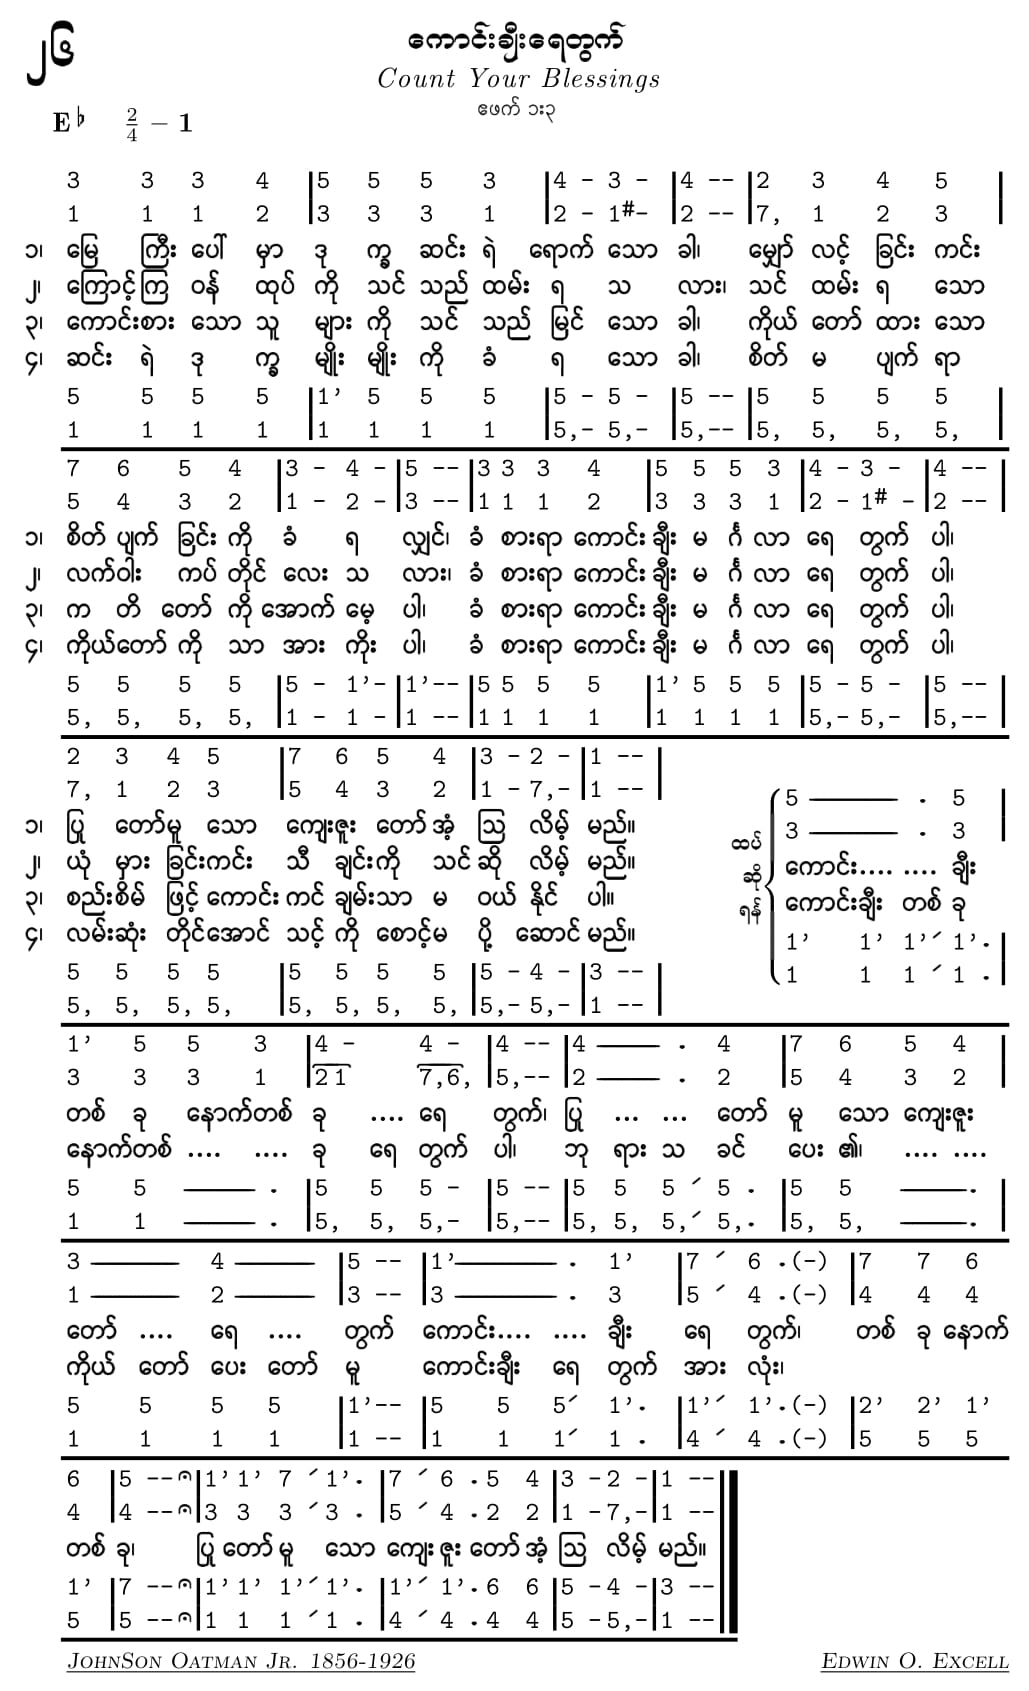 ၂၆
ကောင်းချီးရေတွက်
Count Your Blessings
ဧဖက် ၁း၃
E♭ 2/4 – 1
3 3 3 4 |5 5 5 3 |4 - 3 - |4 -- |2 3 4 5 |
1 1 1 2 |3 3 3 1 |2 - 1#- |2 -- |7, 1 2 3 |
၁၊ မြေ ကြီး ပေါ် မှာ ဒု က္ခ ဆင်း ရဲ ရောက် သော ခါ၊ မျှော် လင့် ခြင်း ကင်း
၂၊ ကြောင့် ကြ ဝန် ထုပ် ကို သင် သည် ထမ်း ရ သ လား၊ သင် ထမ်း ရ သော
၃၊ ကောင်းစား သော သူ များ ကို သင် သည် မြင် သော ခါ၊ ကိုယ် တော် ထား သော
၄၊ ဆင်း ရဲ ဒု က္ခ မျိုး မျိုး ကို ခံ ရ သော ခါ၊ စိတ် မ ပျက် ရာ
5 5 5 5 |1’ 5 5 5 |5 - 5 - |5 -- |5 5 5 5 |
1 1 1 1 |1 1 1 1 |5,- 5,- |5,-- |5, 5, 5, 5, |
7 6 5 4 |3 - 4 - |5 -- |3 3 3 4 |5 5 5 3 |4 - 3 - |4 -- |
5 4 3 2 |1 - 2 - |3 -- |1 1 1 2 |3 3 3 1 |2 - 1# - |2 -- |
၁၊ စိတ် ပျက် ခြင်း ကို ခံ ရ လျှင်၊ ခံ စားရာ ကောင်း ချီး မ င်္ဂ လာ ရေ တွက် ပါ၊
၂၊ လက်ဝါး ကပ် တိုင် လေး သ လား၊ ခံ စားရာ ကောင်း ချီး မ င်္ဂ လာ ရေ တွက် ပါ၊
၃၊ က တိ တော် ကို အောက် မေ့ ပါ၊ ခံ စားရာ ကောင်း ချီး မ င်္ဂ လာ ရေ တွက် ပါ၊
၄၊ ကိုယ်တော် ကို သာ အား ကိုး ပါ၊ ခံ စားရာ ကောင်း ချီး မ င်္ဂ လာ ရေ တွက် ပါ၊
5 5 5 5 |5 - 1’- |1’-- |5 5 5 5 |1’ 5 5 5 |5 - 5 - |5 -- |
5, 5, 5, 5, |1 - 1 - |1 -- |1 1 1 1 |1 1 1 1 |5,- 5,- |5,-- |
2 3 4 5 |7 6 5 4 |3 - 2 - |1 -- |
7, 1 2 3 |5 4 3 2 |1 - 7,- |1 -- |
၁၊ ပြု တော်မူ သော ကျေးဇူး တော် အံ့ ဩ လိမ့် မည်။
၂၊ ယုံ မှား ခြင်းကင်း သီ ချင်းကို သင် ဆို လိမ့် မည်။
၃၊ စည်းစိမ် ဖြင့် ကောင်း ကင် ချမ်းသာ မ ဝယ် နိုင် ပါ။
၄၊ လမ်းဆုံး တိုင်အောင် သင့် ကို စောင့်မ ပို့ ဆောင် မည်။
5 5 5 5 |5 5 5 5 |5 - 4 - |3 -- |
5, 5, 5, 5, |5, 5, 5, 5, |5,- 5,- |1 -- |
ထပ်
ဆို
ရန်
5 —— . 5 |
3 —— . 3 |
ကောင်း.... .... ချီး
ကောင်းချီး တစ် ခု
1’ 1’ 1’ˊ 1’. |
1 1 1 ˊ 1 . |
1’ 5 5 3 |4 - 4 - |4 -- |4 —— . 4 |7 6 5 4 |
3 3 3 1 |21 7,6, |5,-- |2 —— . 2 |5 4 3 2 |
တစ် ခု နောက်တစ် ခု .... ရေ တွက်၊ ပြု ... ... တော် မူ သော ကျေးဇူး
နောက်တစ် .... .... ခု ရေ တွက် ပါ၊ ဘု ရား သ ခင် ပေး ၏၊ .... ....
5 5 —— . |5 5 5 - |5 -- |5 5 5 ˊ 5 . |5 5 ——. |
1 1 —— . |5, 5, 5,- |5,-- |5, 5, 5,ˊ 5,. |5, 5, ——. |
3 —— 4 —— |5 -- |1’—— . 1’ |7 ˊ 6 .(-) |7 7 6
1 —— 2 —— |3 -- |3 —— . 3 |5 ˊ 4 .(-) |4 4 4
တော် .... ရေ .... တွက် ကောင်း.... .... ချီး ရေ တွက်၊ တစ် ခု နောက်
ကိုယ် တော် ပေး တော် မူ ကောင်းချီး ရေ တွက် အား လုံး၊
5 5 5 5 |1’-- |5 5 5ˊ 1’. |1’ˊ 1’.(-) |2’ 2’ 1’
1 1 1 1 |1 -- |1 1 1ˊ 1 . |4 ˊ 4 .(-) |5 5 5
6 |5 --𝄐|1’ 1’ 7 ˊ1’. |7 ˊ 6 .5 4 |3 -2 -|1 --
4 |4 --𝄐|3 3 3 ˊ3 . |5 ˊ 4 .2 2 |1 -7,-|1 --
တစ် ခု၊ ပြု တော် မူ သော ကျေး ဇူး တော် အံ့ ဩ လိမ့် မည်။
1’ |7 --𝄐|1’ 1’ 1’ˊ1’. |1’ˊ 1’.6 6 |5 -4 -|3 --
5 |5 --𝄐|1 1 1 ˊ1 . |4 ˊ 4 .4 4 |5 -5,-|1 --
JohnSon Oatman Jr. 1856-1926 Edwin O. Excell